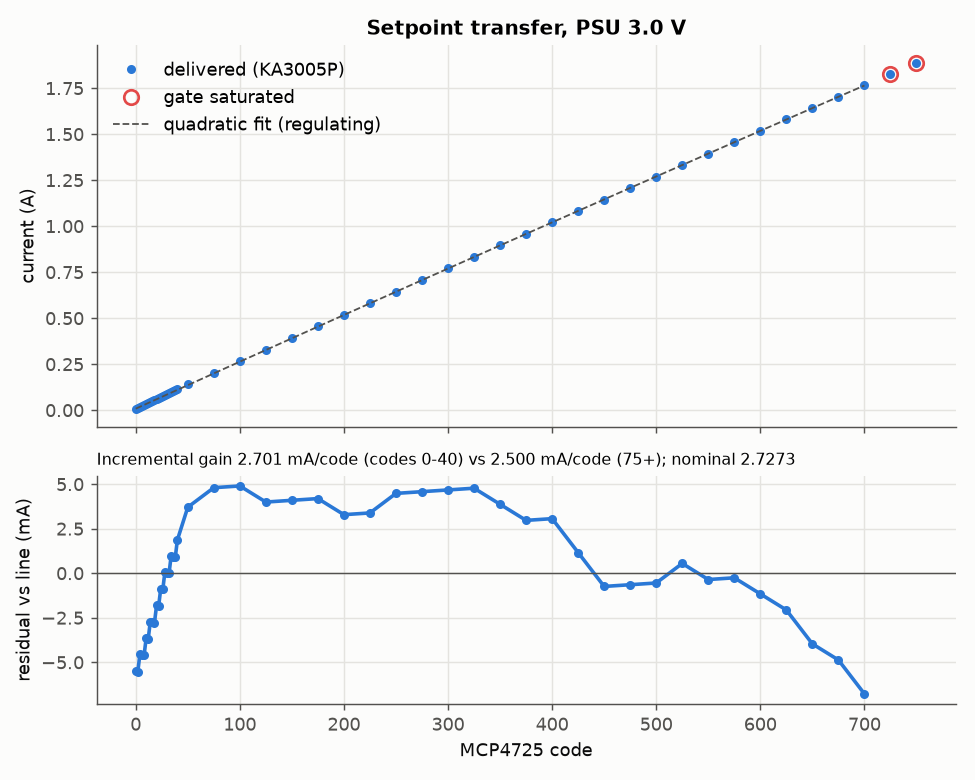 Setpoint transfer, PSU 3.0 V
delivered (KA3005P)
gate saturated
quadratic fit (regulating)
current (A)
1.75
1.50
1.25
1.00
0.75
0.50
0.25
0.00
Incremental gain 2.701 mA/code (codes 0-40) vs 2.500 mA/code (75+); nominal 2.7273
residual vs line (mA)
5.0
2.5
0.0
−2.5
−5.0
0 100 200 300 400 500 600 700
MCP4725 code